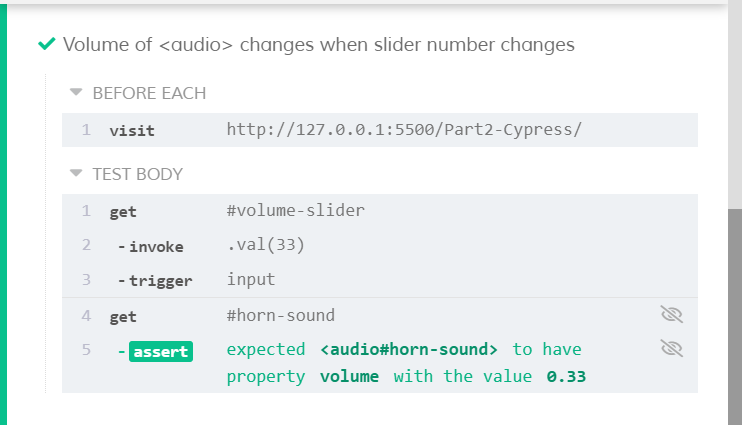 Volume of <audio> changes when slider number changes
BEFORE EACH
1 visit http://127.0.0.1:5500/Part2-Cypress/
TEST BODY
1 get #volume-slider
2 -invoke .val(33)
3 -trigger input
4 get #horn-sound
5 -assert expected <audio#horn-sound> to have
property volume with the value 0.33